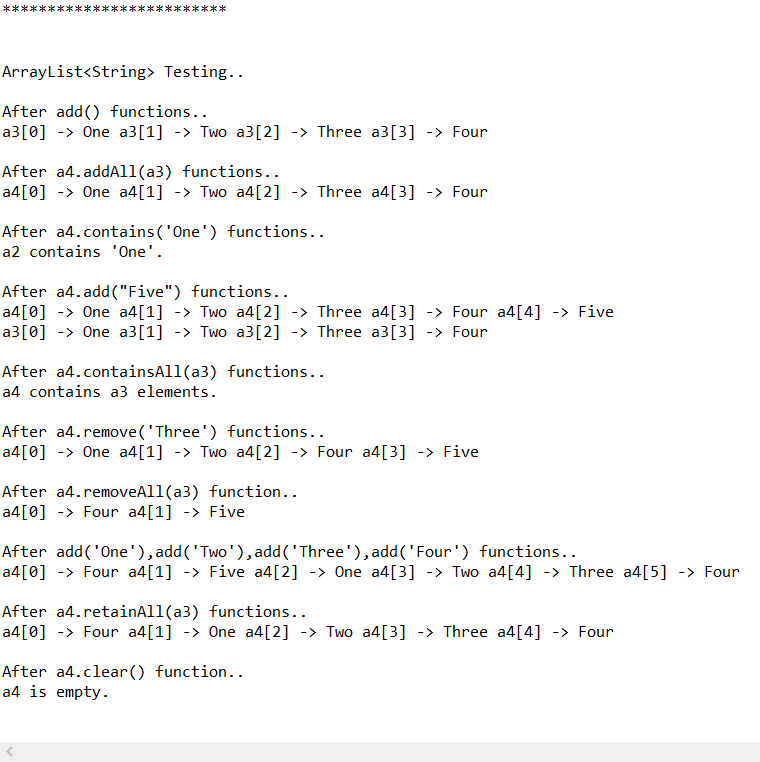 *************************
ArrayList<String> Testing..
After add() functions..
a3[0] -> One a3[1] -> Two a3[2] -> Three a3[3] -> Four
After a4.addAll(a3) functions..
a4[0] -> One a4[1] -> Two a4[2] -> Three a4[3] -> Four
After a4.contains('One') functions..
a2 contains 'One'.
After a4.add("Five") functions..
a4[0] -> One a4[1] -> Two a4[2] -> Three a4[3] -> Four a4[4] -> Five
a3[0] -> One a3[1] -> Two a3[2] -> Three a3[3] -> Four
After a4.containsAll(a3) functions..
a4 contains a3 elements.
After a4.remove('Three') functions..
a4[0] -> One a4[1] -> Two a4[2] -> Four a4[3] -> Five
After a4.removeAll(a3) function..
a4[0] -> Four a4[1] -> Five
After add('One'),add('Two'),add('Three'),add('Four') functions..
a4[0] -> Four a4[1] -> Five a4[2] -> One a4[3] -> Two a4[4] -> Three a4[5] -> Four
After a4.retainAll(a3) functions..
a4[0] -> Four a4[1] -> One a4[2] -> Two a4[3] -> Three a4[4] -> Four
After a4.clear() function..
a4 is empty.